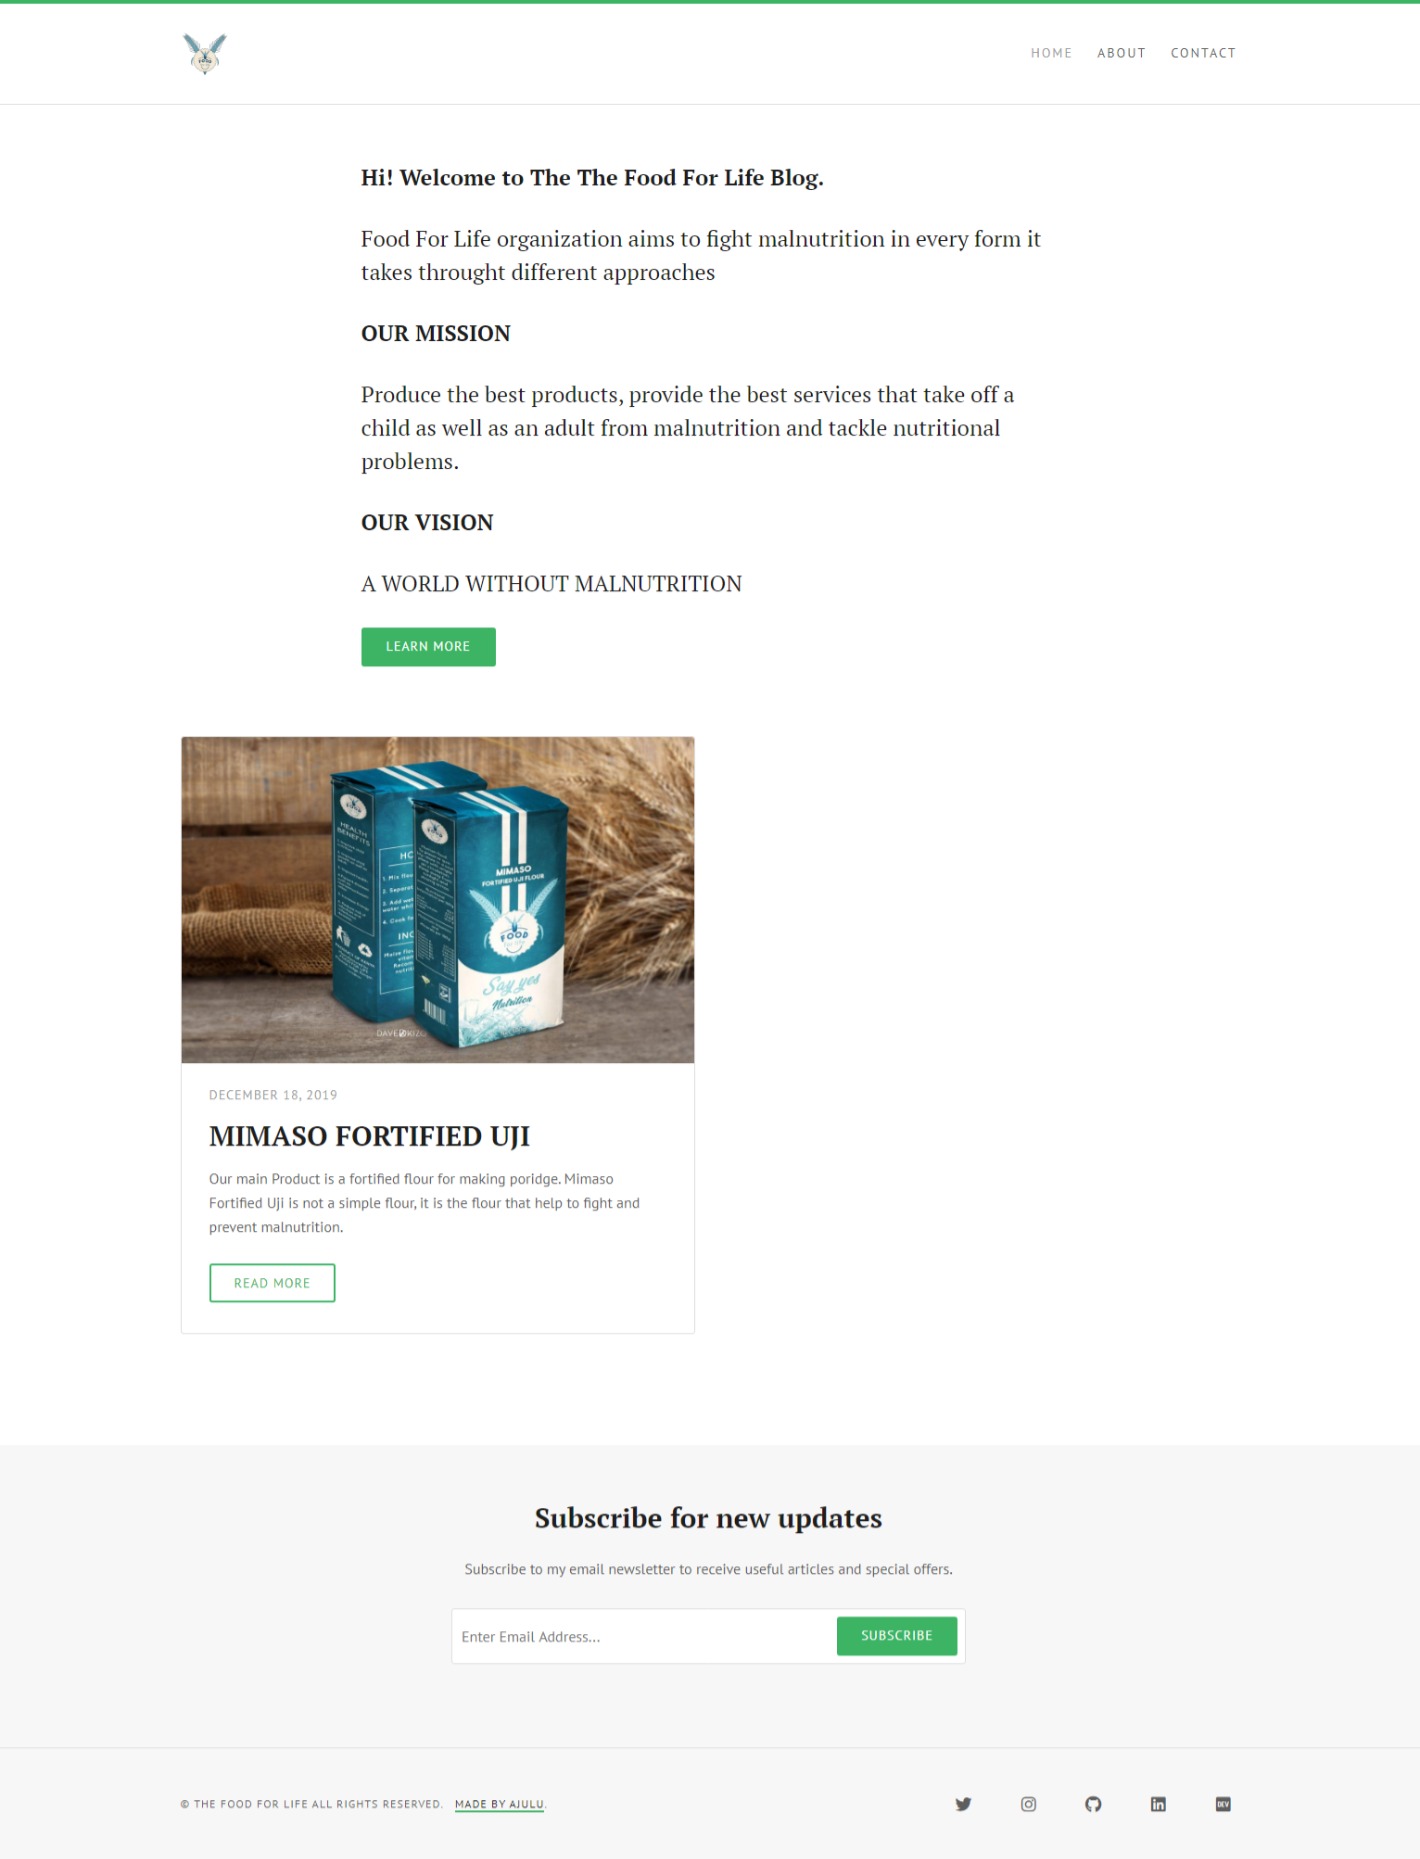 HOME ABOUT CONTACT
Hi! Welcome to The The Food For Life Blog.
Food For Life organization aims to fight malnutrition in every form it
takes throught different approaches
OUR MISSION
Produce the best products, provide the best services that take off a
child as well as an adult from malnutrition and tackle nutritional
problems.
OUR VISION
A WORLD WITHOUT MALNUTRITION
LEARN MORE
HEALTH
BENEFITS
MIMASO
FORTIFIED UJI FLOUR
FOOD
Say yes
Nutrition
DECEMBER 18, 2019
MIMASO FORTIFIED UJI
Our main Product is a fortified flour for making poridge. Mimaso
Fortified Uji is not a simple flour, it is the flour that help to fight and
prevent malnutrition.
READ MORE
Subscribe for new updates
Subscribe to my email newsletter to receive useful articles and special offers.
Enter Email Address...
SUBSCRIBE
© THE FOOD FOR LIFE ALL RIGHTS RESERVED. MADE BY AJULU.
DEV